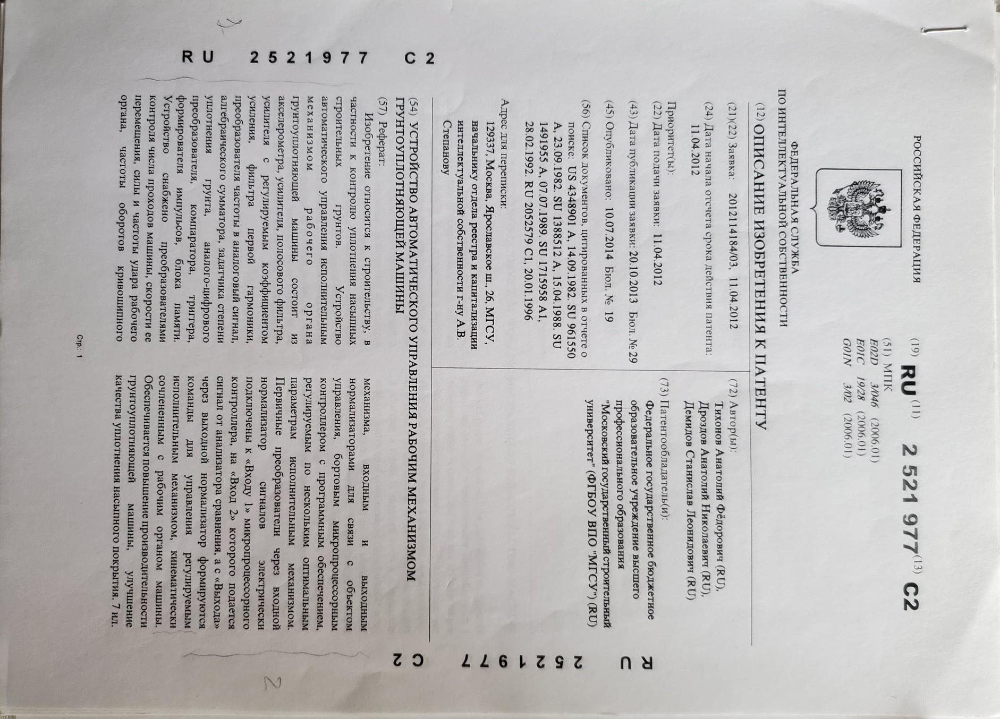 РОССИЙСКАЯ ФЕДЕРАЦИЯ
ФЕДЕРАЛЬНАЯ СЛУЖБА
ПО ИНТЕЛЛЕКТУАЛЬНОЙ СОБСТВЕННОСТИ
(19) RU (11) 2 521 977 (13) C2
(51) МПК
E02D 3/046 (2006.01)
E01C 19/28 (2006.01)
G01N 3/02 (2006.01)
(12) ОПИСАНИЕ ИЗОБРЕТЕНИЯ К ПАТЕНТУ
(21)(22) Заявка: 2012114184/03, 11.04.2012
(24) Дата начала отсчета срока действия патента:
11.04.2012
Приоритет(ы):
(22) Дата подачи заявки: 11.04.2012
(43) Дата публикации заявки: 20.10.2013 Бюл. № 29
(45) Опубликовано: 10.07.2014 Бюл. № 19
(56) Список документов, цитированных в отчете о
поиске: US 4348901 A, 14.09.1982. SU 961550
A, 23.09.1982. SU 1388512 A, 15.04.1988. SU
1491955 A, 07.07.1989. SU 1715958 A1,
28.02.1992. RU 2052579 C1, 20.01.1996
Адрес для переписки:
129337, Москва, Ярославское ш., 26, МГСУ,
начальнику отдела реестра и капитализации
интеллектуальной собственности г-ну А.В.
Степанову
(72) Автор(ы):
Тихонов Анатолий Фёдорович (RU),
Дроздов Анатолий Николаевич (RU),
Демидов Станислав Леонидович (RU)
(73) Патентообладатель(и):
Федеральное государственное бюджетное
образовательное учреждение высшего
профессионального образования
"Московский государственный строительный
университет" (ФГБОУ ВПО "МГСУ") (RU)
(54) УСТРОЙСТВО АВТОМАТИЧЕСКОГО УПРАВЛЕНИЯ РАБОЧИМ МЕХАНИЗМОМ
ГРУНТОУПЛОТНЯЮЩЕЙ МАШИНЫ
(57) Реферат:
Изобретение относится к строительству, в
частности к контролю уплотнения насыпных
строительных грунтов. Устройство
автоматического управления исполнительным
механизмом рабочего органа
грунтоуплотняющей машины состоит из
акселерометра, усилителя, полосового фильтра,
усилителя с регулируемым коэффициентом
усиления, фильтра первой гармоники,
преобразователя частоты в аналоговый сигнал,
алгебраического сумматора, задатчика степени
уплотнения грунта, аналого-цифрового
преобразователя, компаратора, триггера,
формирователя импульсов, блока памяти.
Устройство снабжено преобразователями
контроля числа проходов машины, скорости ее
перемещения, силы и частоты удара рабочего
органа, частоты оборотов кривошипного
механизма, входным и выходным
нормализаторами для связи с объектом
управления, бортовым микропроцессорным
контроллером с программным обеспечением,
регулируемым по нескольким оптимальным
параметрам исполнительным механизмом.
Первичные преобразователи через входной
нормализатор сигналов электрически
подключены к «Входу 1» микропроцессорного
контроллера, на «Вход 2» которого подается
сигнал от анализатора сравнения, а с «Выхода»
через выходной нормализатор формируются
команды для управления регулируемым
исполнительным механизмом, кинематически
сочлененным с рабочим органом машины.
Обеспечивается повышение производительности
грунтоуплотняющей машины, улучшение
качества уплотнения насыпного покрытия. 7 ил.
RU 2521977 C2
RU 2521977 C2
1
2
Стр.: 1